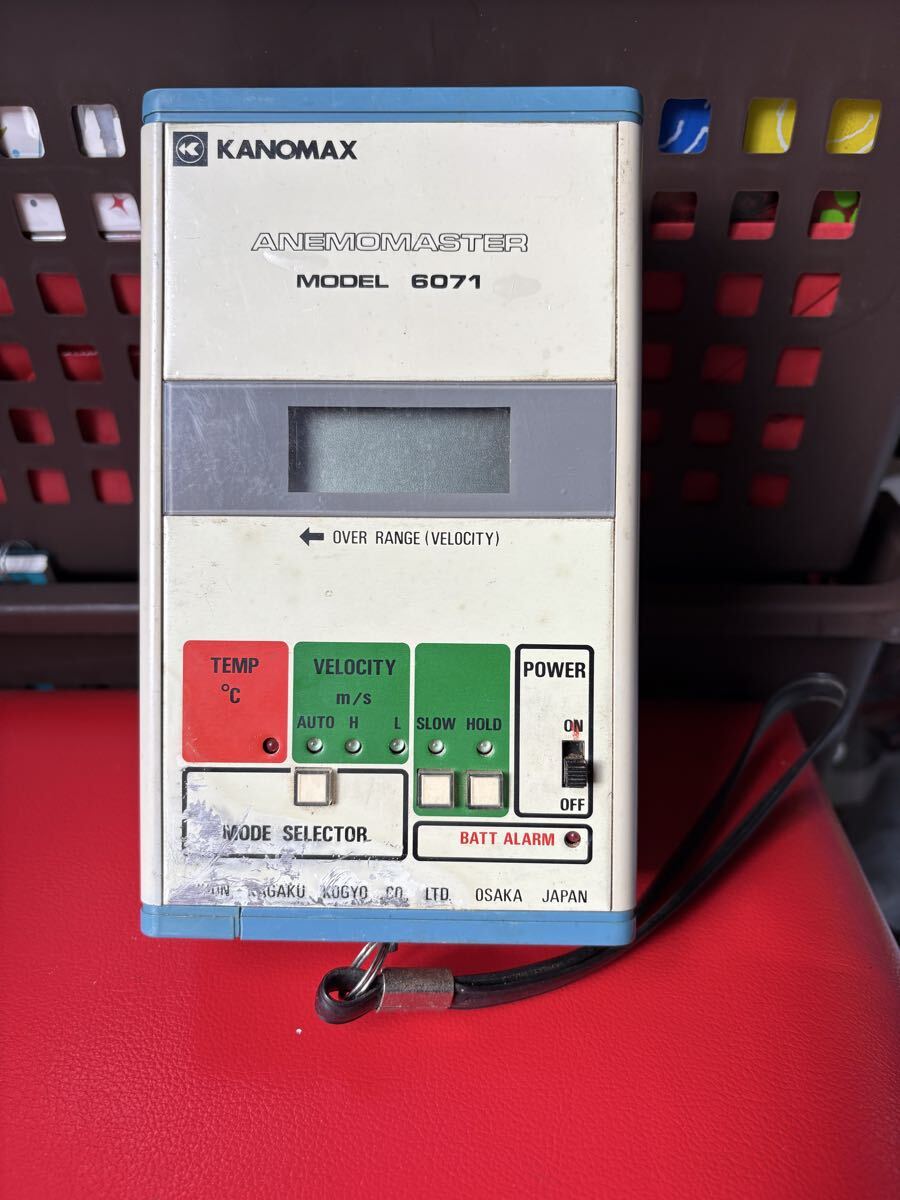 KANOMAX
ANEMOMASTER
MODEL 6071
← OVER RANGE (VELOCITY)
TEMP
°C
VELOCITY
m/s
AUTO H L
SLOW HOLD
POWER
ON
OFF
MODE SELECTOR
BATT ALARM
KOGYO CO. LTD. OSAKA JAPAN